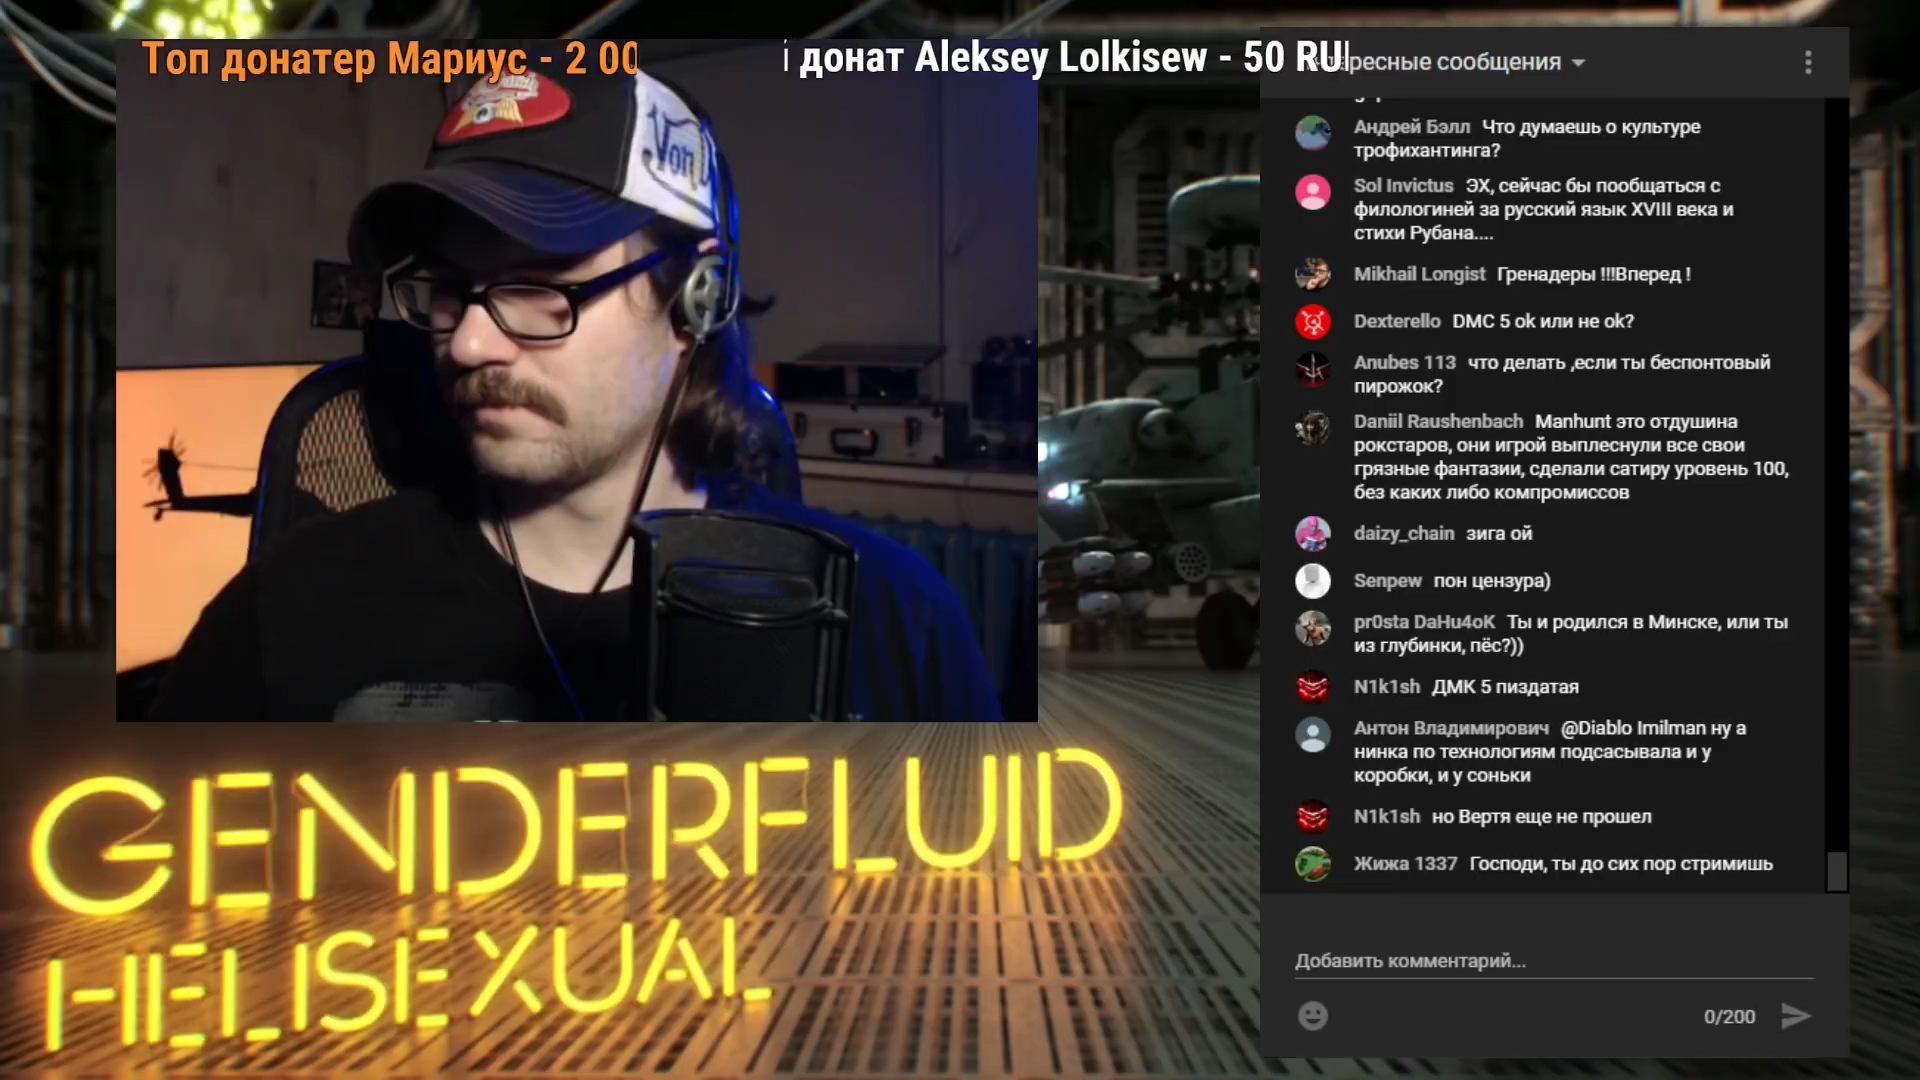 Топ донатер Мариус - 2 00
донат Aleksey Lolkisew - 50 RU
ресные сообщения
Von D
Андрей Бэлл Что думаешь о культуре
трофихантинга?
Sol Invictus ЭХ, сейчас бы пообщаться с
филологиней за русский язык XVIII века и
стихи Рубана....
Mikhail Longist Гренадеры !!!Вперед !
Dexterello DMC 5 ok или не ok?
Anubes 113 что делать ,если ты беспонтовый
пирожок?
Daniil Raushenbach Manhunt это отдушина
рокстаров, они игрой выплеснули все свои
грязные фантазии, сделали сатиру уровень 100,
без каких либо компромиссов
daizy_chain зига ой
Senpew пон цензура)
pr0sta DaHu4oK Ты и родился в Минске, или ты
из глубинки, пёс?))
N1k1sh ДМК 5 пиздатая
Антон Владимирович @Diablo Imilman ну а
нинка по технологиям подсасывала и у
коробки, и у соньки
N1k1sh но Вертя еще не прошел
Жижа 1337 Господи, ты до сих пор стримишь
Добавить комментарий...
0/200
GENDERFLUID
HELISEXUAL